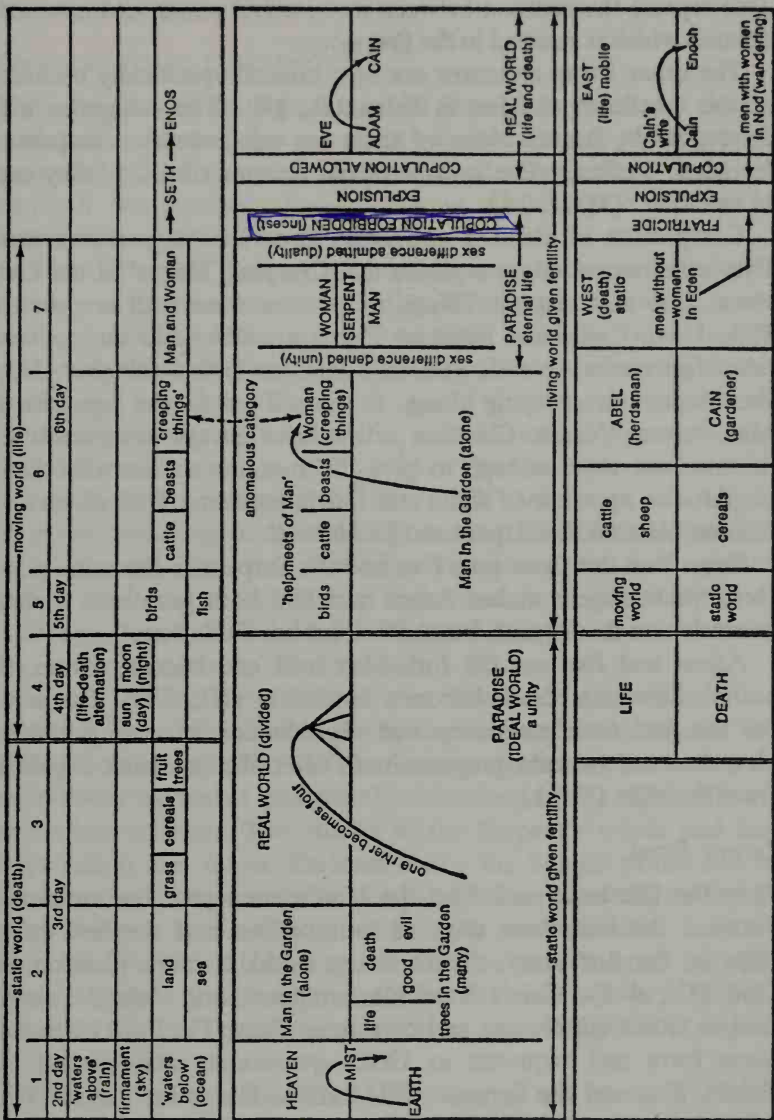 static world (death)
moving world (life)
1 2 3 4 5 6 7
2nd day 3rd day 4th day 5th day 6th day
'waters above' (rain)
firmament (sky)
'waters below' (ocean)
land
sea
grass cereals fruit trees
(life-death alternation)
sun (day) moon (night)
birds
fish
cattle beasts 'creeping things'
Man and Woman
SETH ENOS
HEAVEN
MIST
EARTH
Man in the Garden (alone)
life death
good evil
trees in the Garden (many)
REAL WORLD (divided)
one river becomes four
PARADISE (IDEAL WORLD) a unity
anomalous category
'helpmeets of Man'
birds cattle beasts Woman (creeping things)
Man in the Garden (alone)
sex difference denied (unity)
WOMAN
SERPENT
MAN
sex difference admitted (duality)
PARADISE eternal life
COPULATION FORBIDDEN (incest)
EXPLUSION
COPULATION ALLOWED
EVE
ADAM
CAIN
REAL WORLD (life and death)
static world given fertility
living world given fertility
LIFE
DEATH
moving world
static world
cattle
sheep
cereals
ABEL (herdsman)
CAIN (gardener)
WEST (death) static
men without women
In Eden
FRATRICIDE
EXPULSION
COPULATION
EAST (life) mobile
Cain's wife
Cain
Enoch
men with women
In Nod (wandering)